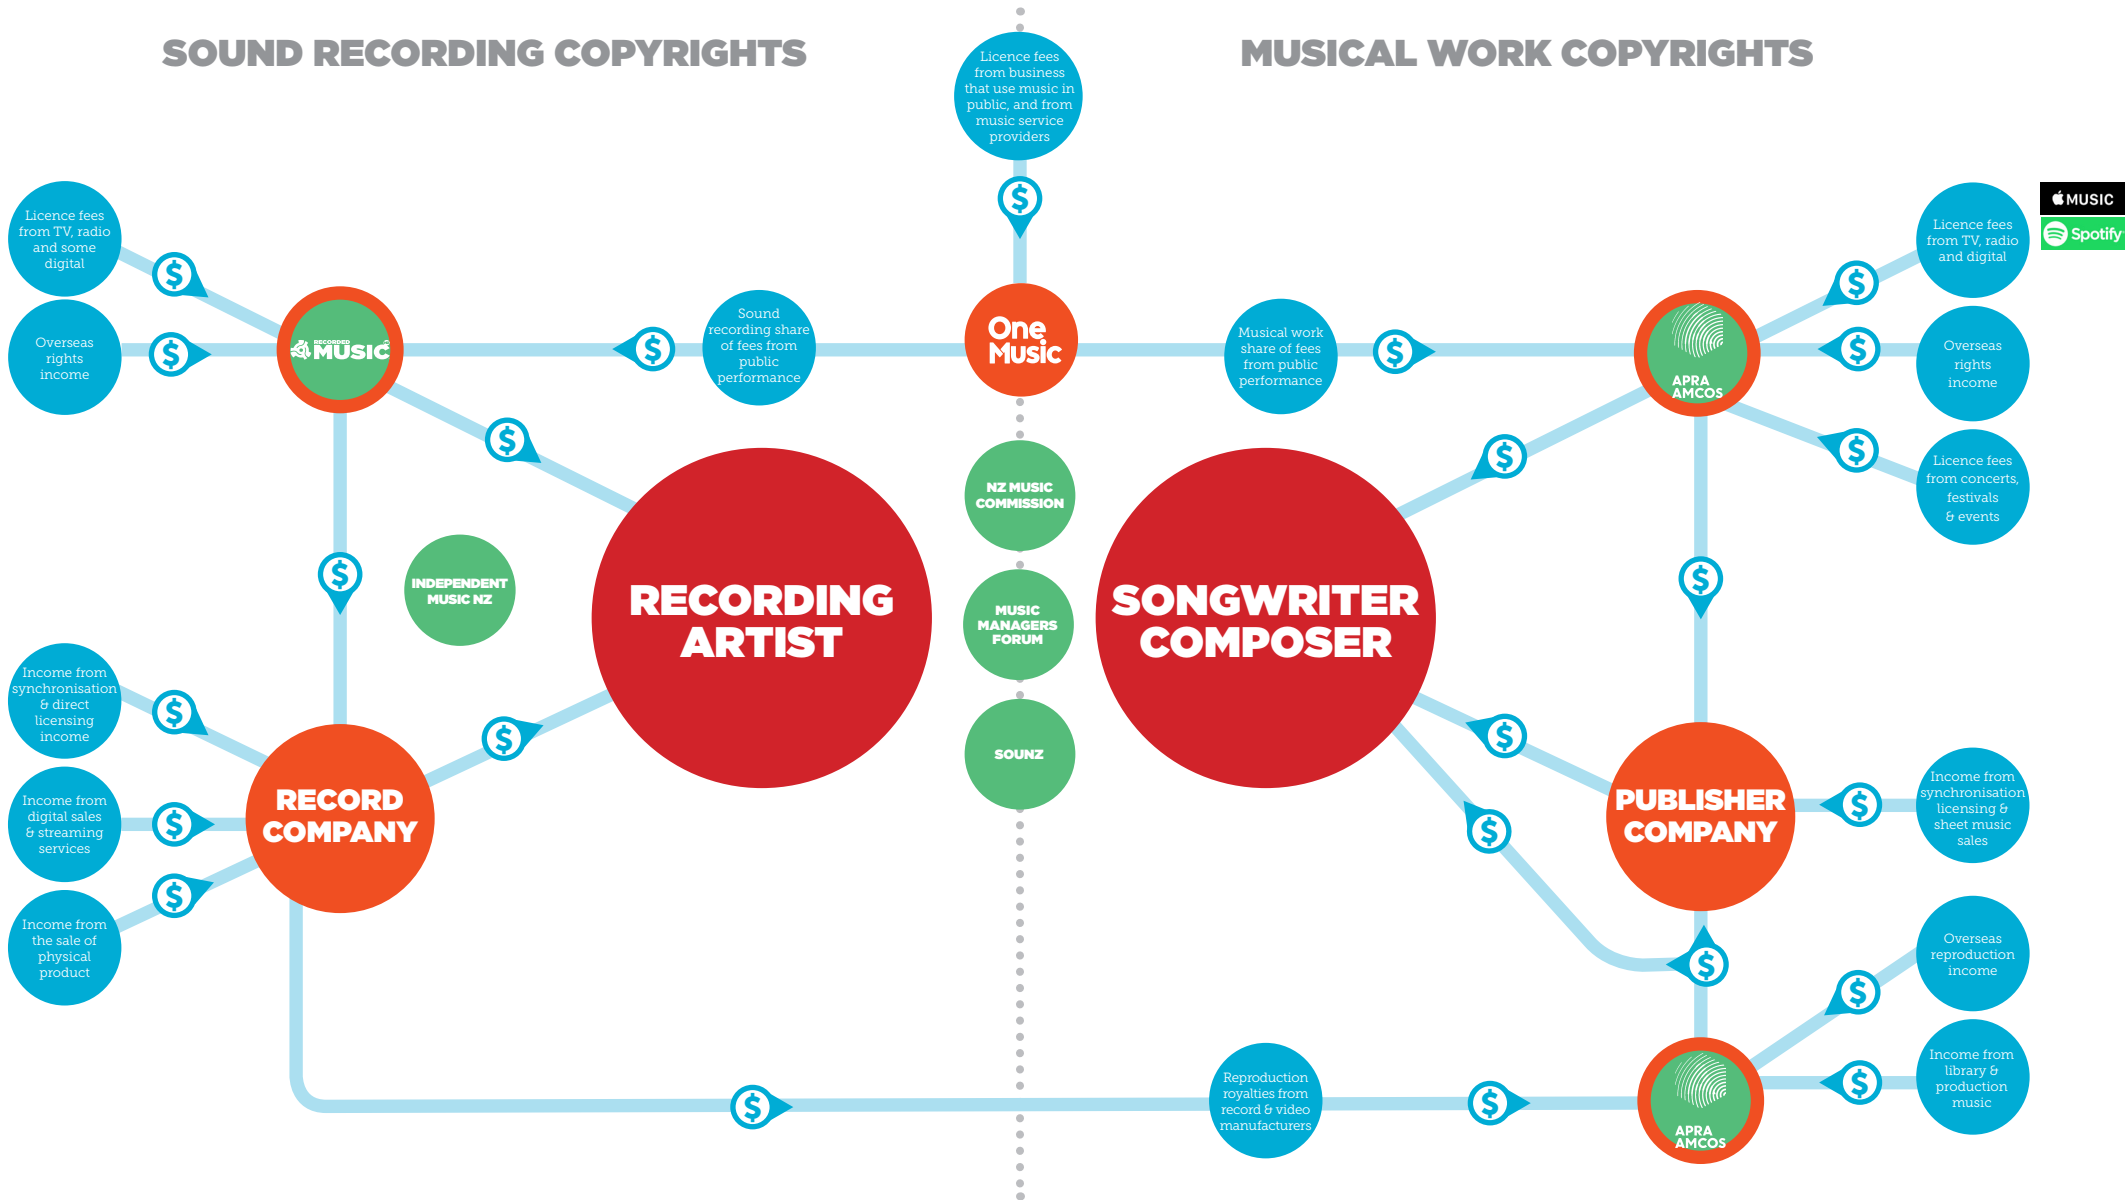 SOUND RECORDING COPYRIGHTS
MUSICAL WORK COPYRIGHTS
Licence fees
from business
that use music in
public, and from
music service
providers
$
Licence fees
from TV, radio
and some
digital
$
Overseas
rights
income
$
RECORDED
MUSIC
$
Sound
recording share
of fees from
public
performance
One
Music
Musical work
share of fees
from public
performance
$
APRA
AMCOS
$
Licence fees
from TV, radio
and digital
MUSIC
Spotify
$
Overseas
rights
income
$
Licence fees
from concerts,
festivals
& events
$
$
$
$
INDEPENDENT
MUSIC NZ
RECORDING
ARTIST
NZ MUSIC
COMMISSION
MUSIC
MANAGERS
FORUM
SOUNZ
SONGWRITER
COMPOSER
Income from
synchronisation
& direct
licensing
income
$
Income from
digital sales
& streaming
services
$
Income from
the sale of
physical
product
$
RECORD
COMPANY
$
$
$
PUBLISHER
COMPANY
$
Income from
synchronisation
licensing &
sheet music
sales
$
$
Overseas
reproduction
income
$
Reproduction
royalties from
record & video
manufacturers
$
APRA
AMCOS
$
Income from
library &
production
music